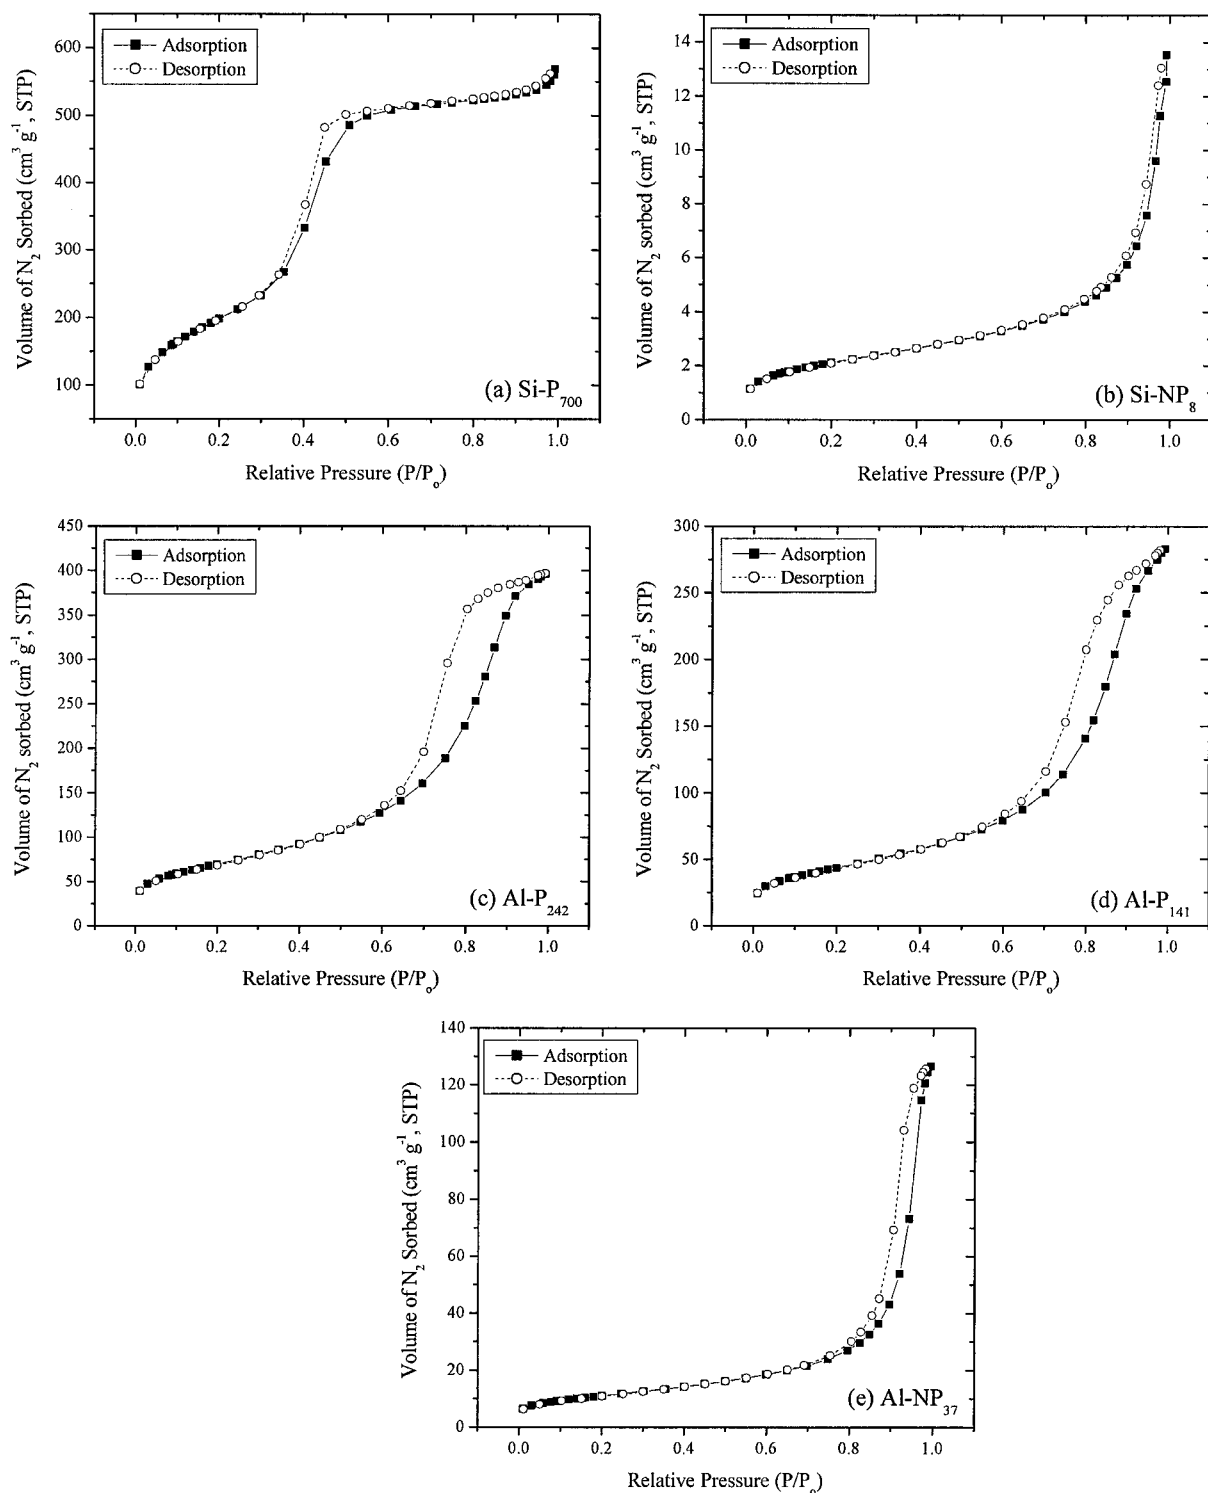 Adsorption
Desorption
Volume of N2 Sorbed (cm3 g-1, STP)
600
500
400
300
200
100
0.0 0.2 0.4 0.6 0.8 1.0
Relative Pressure (P/Po)
(a) Si-P700
Adsorption
Desorption
Volume of N2 sorbed (cm3 g-1, STP)
14
12
10
8
6
4
2
0
0.0 0.2 0.4 0.6 0.8 1.0
Relative Pressure (P/Po)
(b) Si-NP8
Adsorption
Desorption
Volume of N2 sorbed (cm3 g-1, STP)
450
400
350
300
250
200
150
100
50
0
0.0 0.2 0.4 0.6 0.8 1.0
Relative Pressure (P/Po)
(c) Al-P242
Adsorption
Desorption
Volume of N2 Sorbed (cm3 g-1, STP)
300
250
200
150
100
50
0
0.0 0.2 0.4 0.6 0.8 1.0
Relative Pressure (P/Po)
(d) Al-P141
Adsorption
Desorption
Volume of N2 Sorbed (cm3 g-1, STP)
140
120
100
80
60
40
20
0
0.0 0.2 0.4 0.6 0.8 1.0
Relative Pressure (P/Po)
(e) Al-NP37